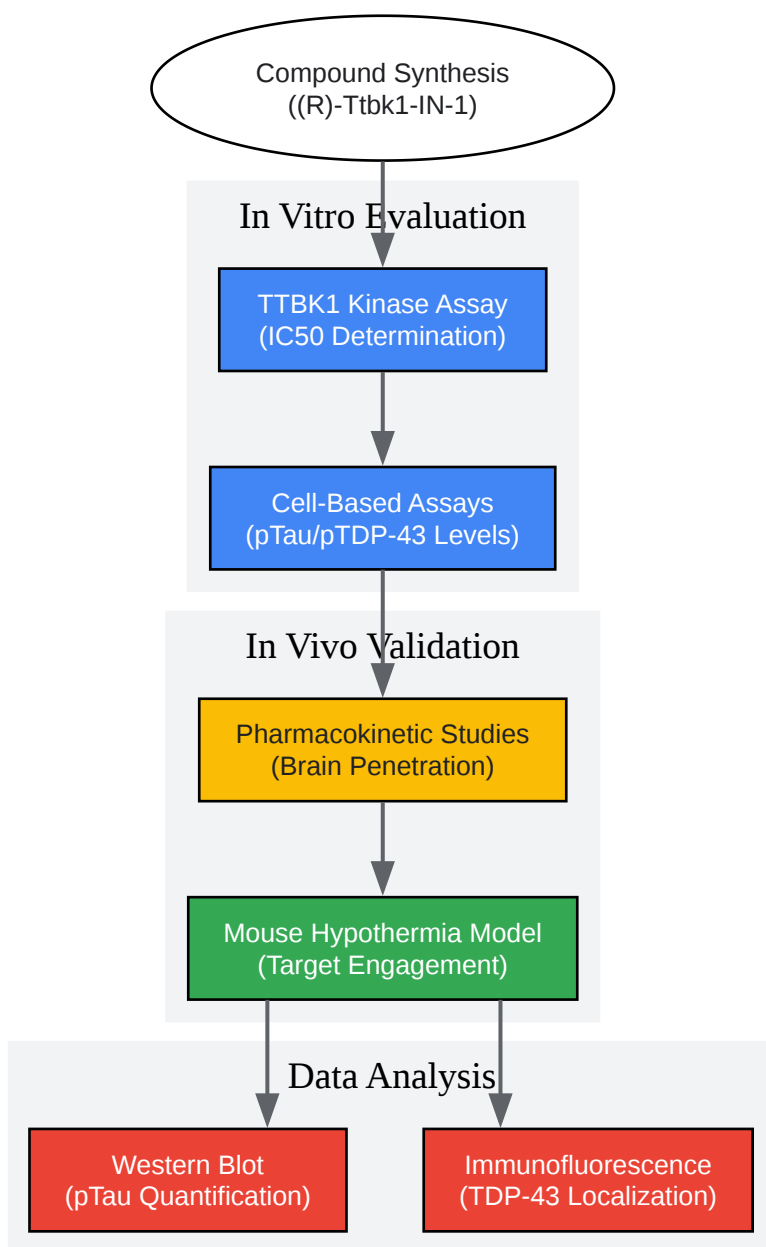 Compound Synthesis
((R)-Ttbk1-IN-1)
In Vitro Evaluation
TTBK1 Kinase Assay
(IC50 Determination)
Cell-Based Assays
(pTau/pTDP-43 Levels)
In Vivo Validation
Pharmacokinetic Studies
(Brain Penetration)
Mouse Hypothermia Model
(Target Engagement)
Data Analysis
Western Blot
(pTau Quantification)
Immunofluorescence
(TDP-43 Localization)